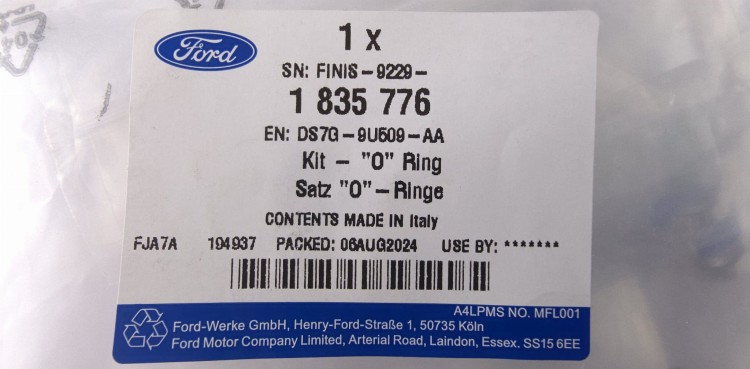 Ford
1 x
SN: FINIS-9229-
1 835 776
EN: DS7G-9U509-AA
Kit - "O" Ring
Satz "O"-Ringe
CONTENTS MADE IN Italy
FJA7A 194937 PACKED: 06AUG2024 USE BY: *******
A4LPMS NO. MFL001
Ford-Werke GmbH, Henry-Ford-Straße 1, 50735 Köln
Ford Motor Company Limited, Arterial Road, Laindon, Essex. SS15 6EE